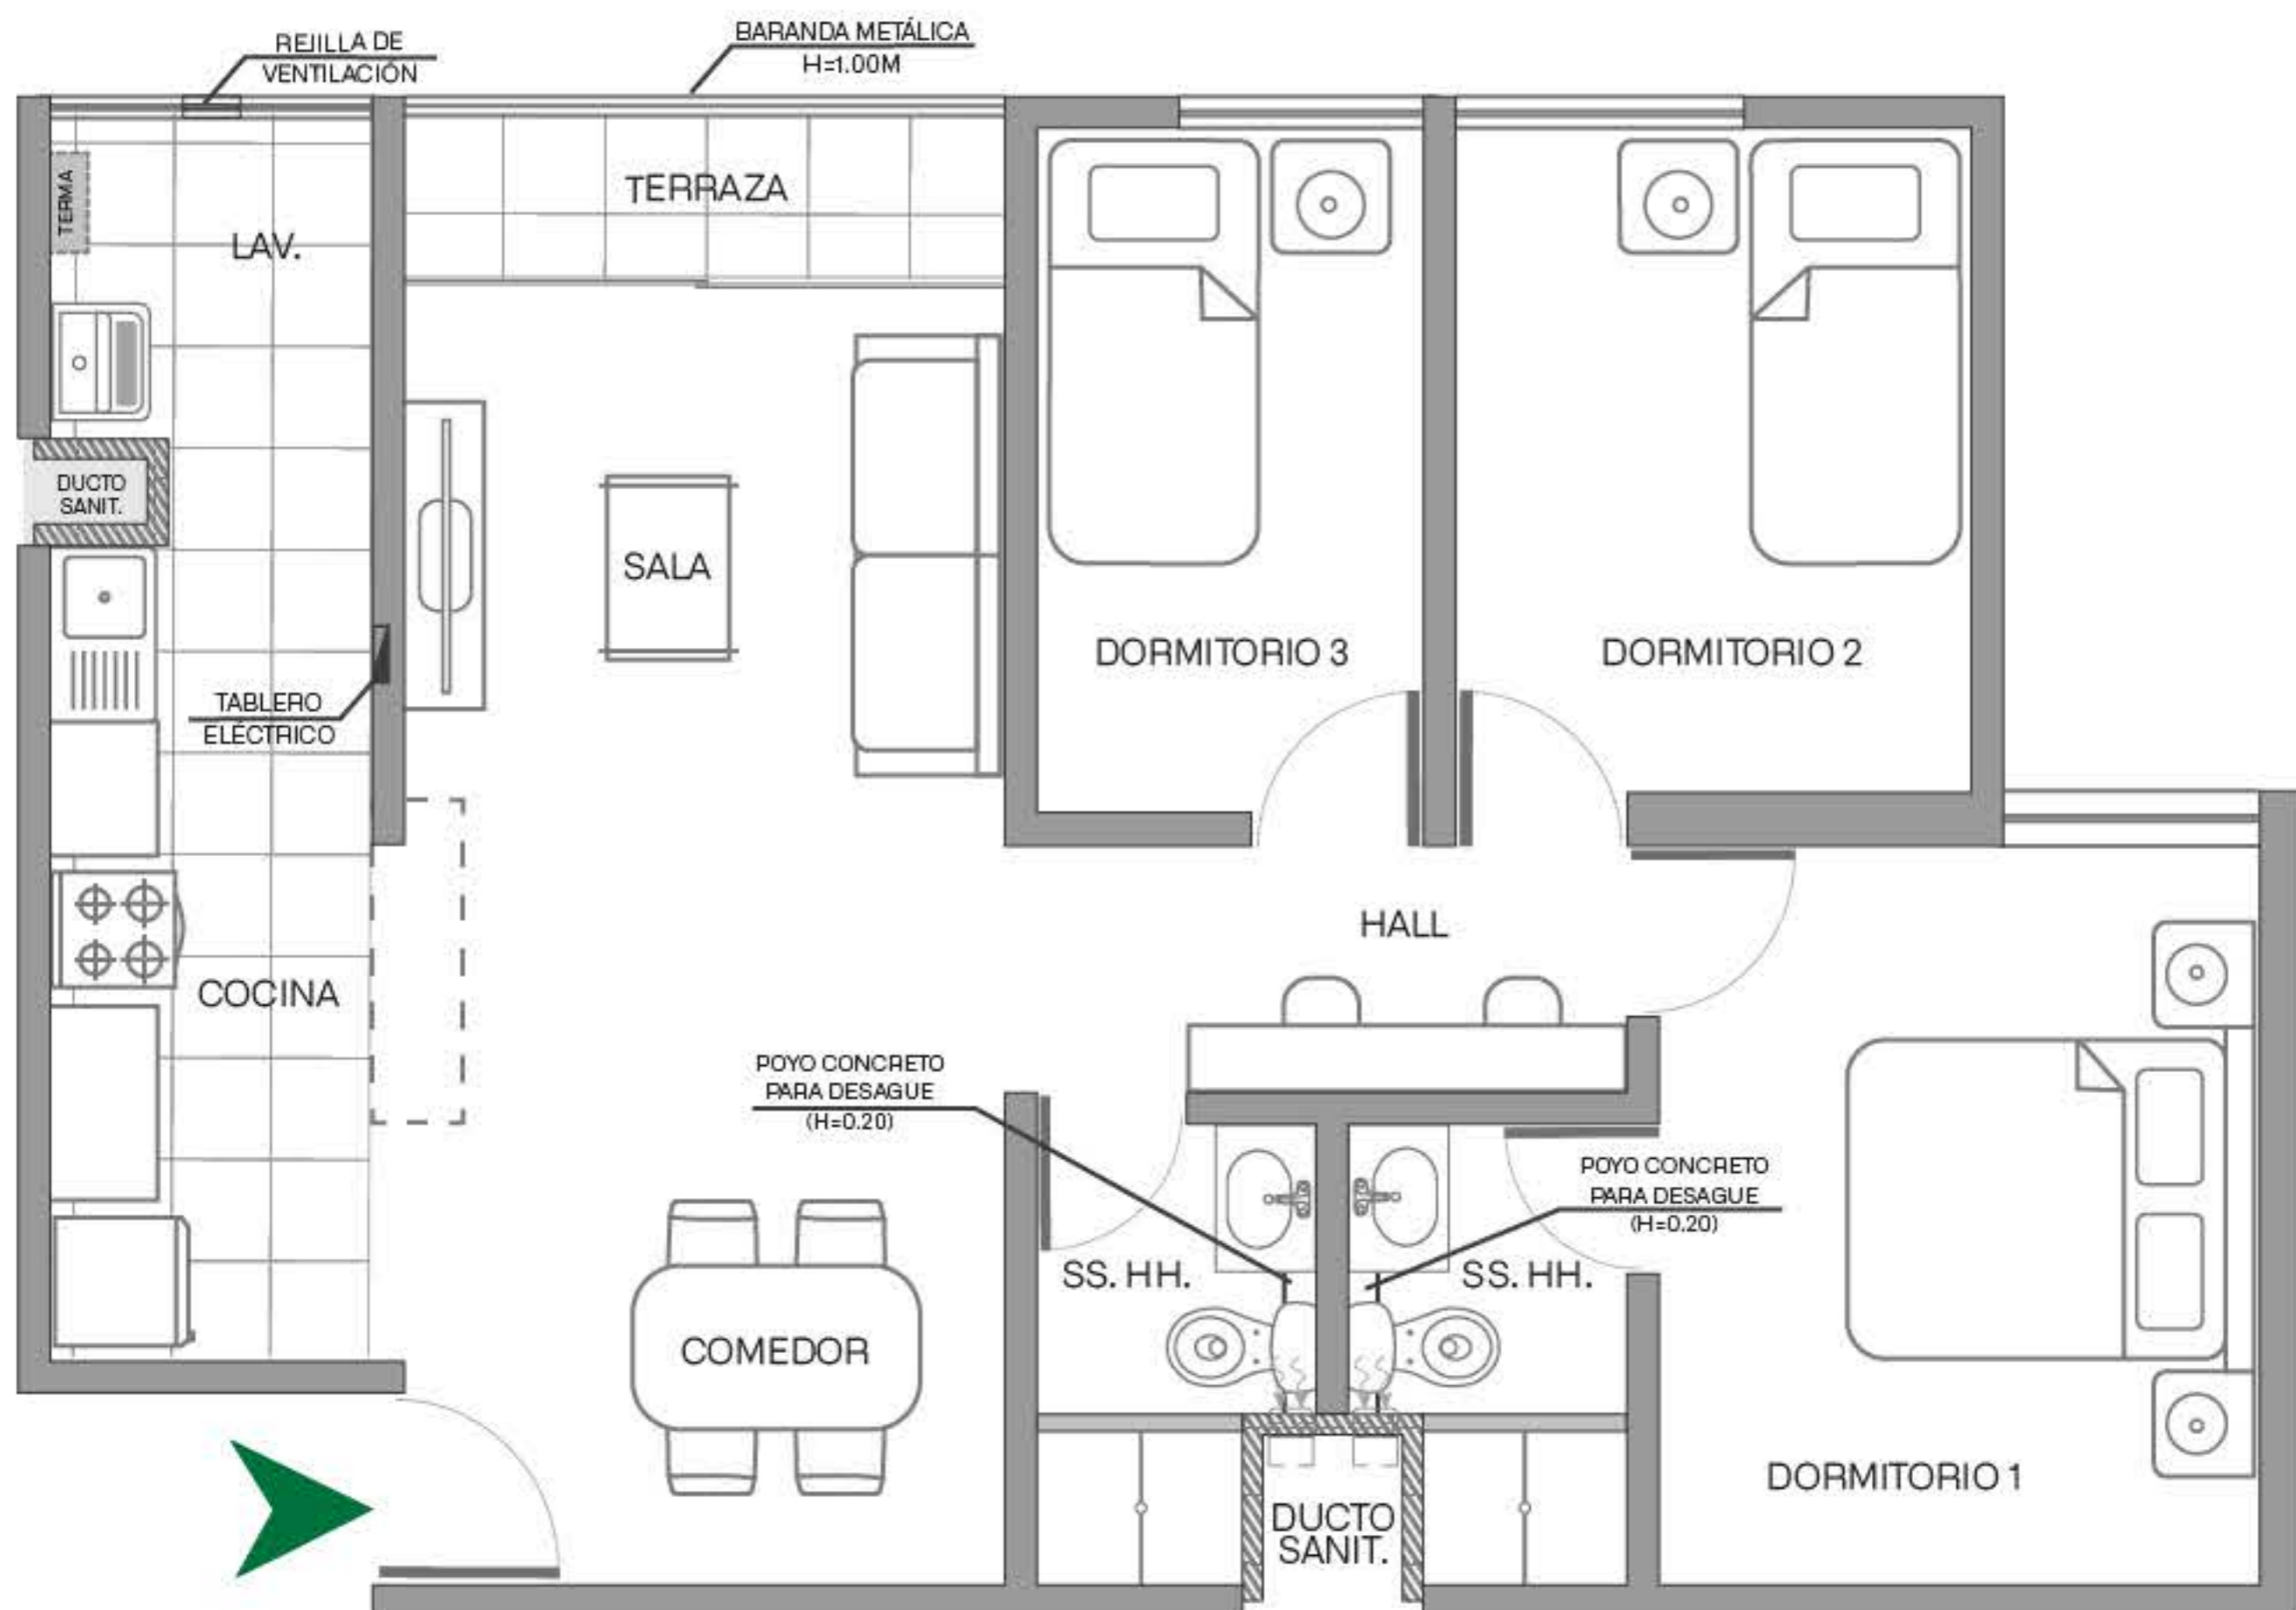 REJILLA DE
VENTILACIÓN
BARANDA METÁLICA
H=1.00M
TERMA
LAV.
TERRAZA
DUCTO
SANIT.
SALA
DORMITORIO 3
DORMITORIO 2
TABLERO
ELÉCTRICO
HALL
COCINA
POYO CONCRETO
PARA DESAGUE
(H=0.20)
POYO CONCRETO
PARA DESAGUE
(H=0.20)
SS. HH.
SS. HH.
COMEDOR
DORMITORIO 1
DUCTO
SANIT.